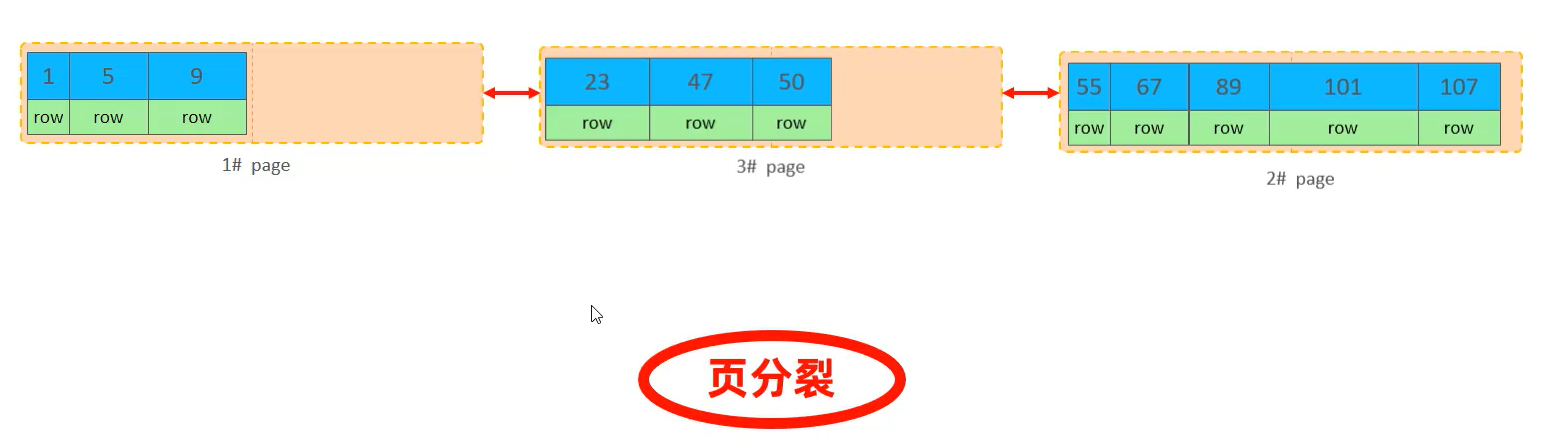 1 5 9
row row row
1# page
23 47 50
row row row
3# page
55 67 89 101 107
row row row row row
2# page
页分裂